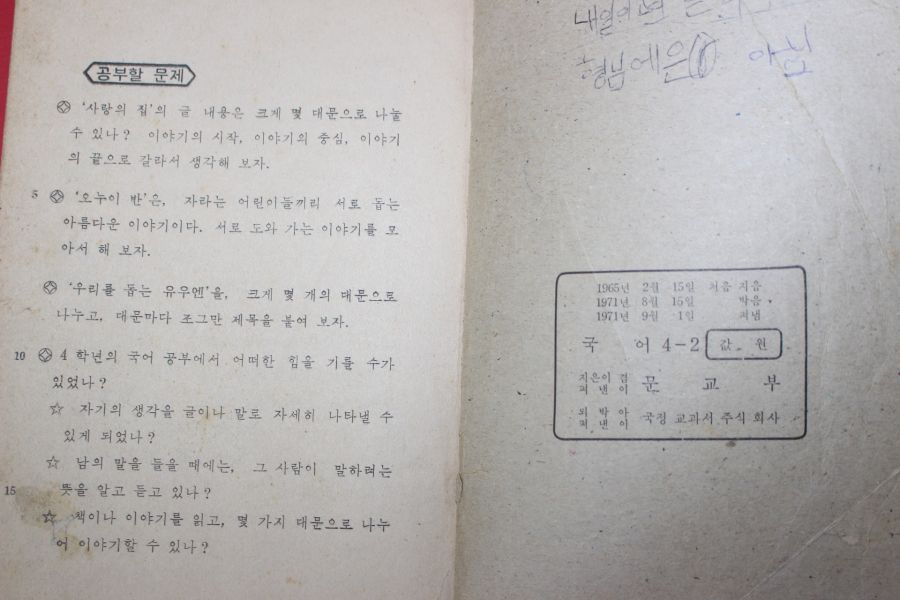 공부할 문제
'사랑의 집'의 글 내용은 크게 몇 대문으로 나눌
수 있나? 이야기의 시작, 이야기의 중심, 이야기
의 끝으로 갈라서 생각해 보자.
5 '오누이 반'은, 자라는 어린이들끼리 서로 돕는
아름다운 이야기이다. 서로 도와 가는 이야기를 모
아서 해 보자.
'우리를 돕는 유우엔'을, 크게 몇 개의 대문으로
나누고, 대문마다 조그만 제목을 붙여 보자.
10 4 학년의 국어 공부에서 어떠한 힘을 기를 수가
있었나?
☆ 자기의 생각을 글이나 말로 자세히 나타낼 수
있게 되었나?
☆ 남의 말을 들을 때에는, 그 사람이 말하려는
15 뜻을 알고 듣고 있나?
☆ 책이나 이야기를 읽고, 몇 가지 대문으로 나누
어 이야기할 수 있나?
내일이면
형님에은 아님
1965년 2월 15일 처음 지음
1971년 8월 15일 박음
1971년 9월 1일 펴냄
국 어 4-2 값 원
지은이 겸
펴 낸 이 문 교 부
되 박 아
펴 낸 이 국정 교과서 주식 회사